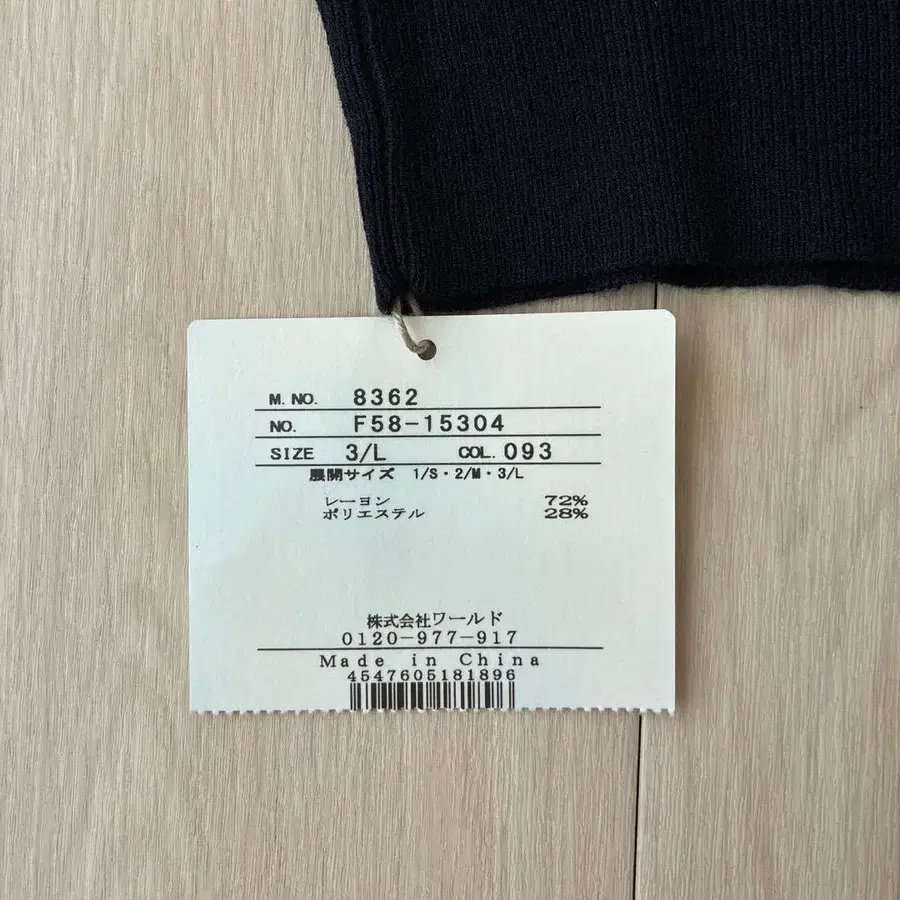 M. NO. 8362
NO. F58-15304
SIZE 3/L COL. 093
展開サイズ 1/S・2/M・3/L
レーヨン 72%
ポリエステル 28%
株式会社ワールド
0120-977-917
Made in China
4547605181896